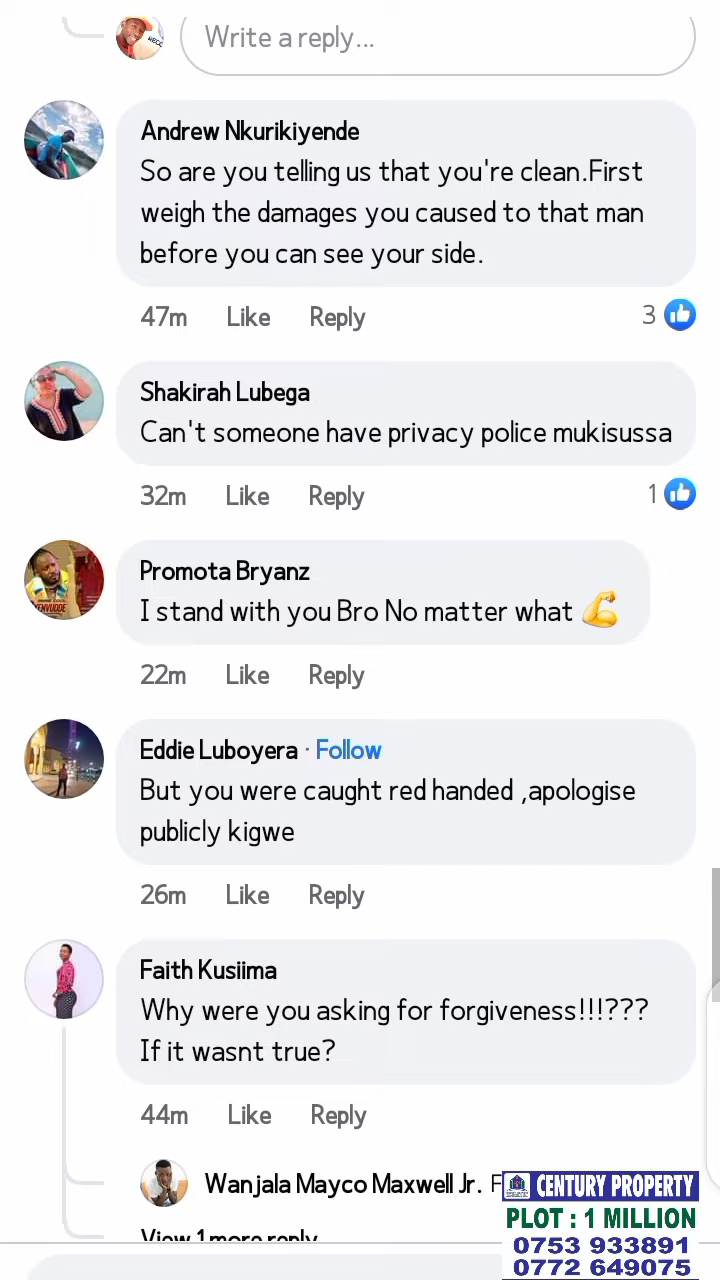 Write a reply...
Andrew Nkurikiyende
So are you telling us that you're clean.First
weigh the damages you caused to that man
before you can see your side.
47m Like Reply 3
Shakirah Lubega
Can't someone have privacy police mukisussa
32m Like Reply 1
Promota Bryanz
I stand with you Bro No matter what 💪
22m Like Reply
Eddie Luboyera · Follow
But you were caught red handed ,apologise
publicly kigwe
26m Like Reply
Faith Kusiima
Why were you asking for forgiveness!!!???
If it wasnt true?
44m Like Reply
Wanjala Mayco Maxwell Jr. F
View 1 more reply
CENTURY PROPERTY
PLOT : 1 MILLION
0753 933891
0772 649075